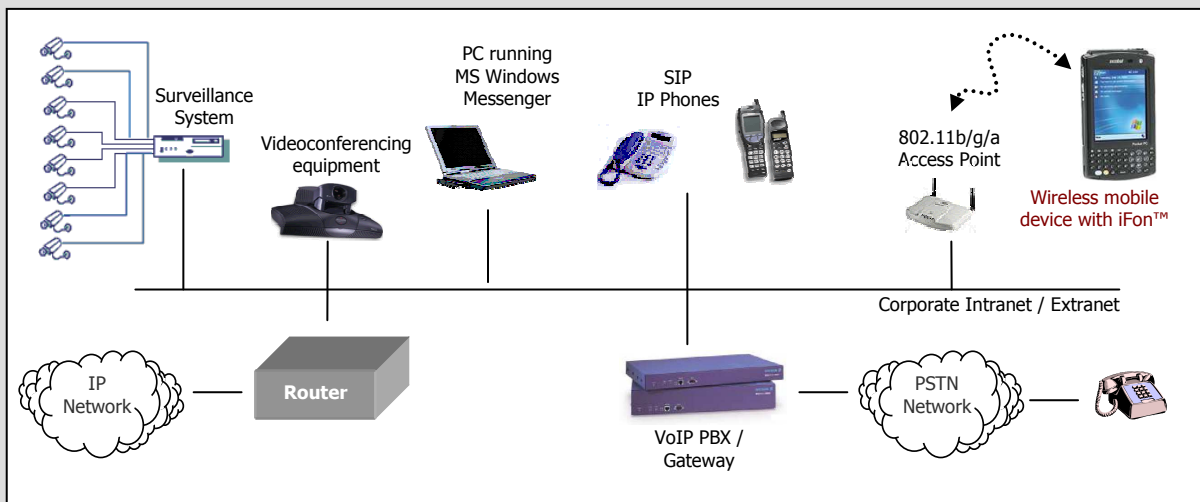 Surveillance
System
Videoconferencing
equipment
PC running
MS Windows
Messenger
SIP
IP Phones
802.11b/g/a
Access Point
Wireless mobile
device with iFon™
Corporate Intranet / Extranet
IP
Network
Router
VoIP PBX /
Gateway
PSTN
Network